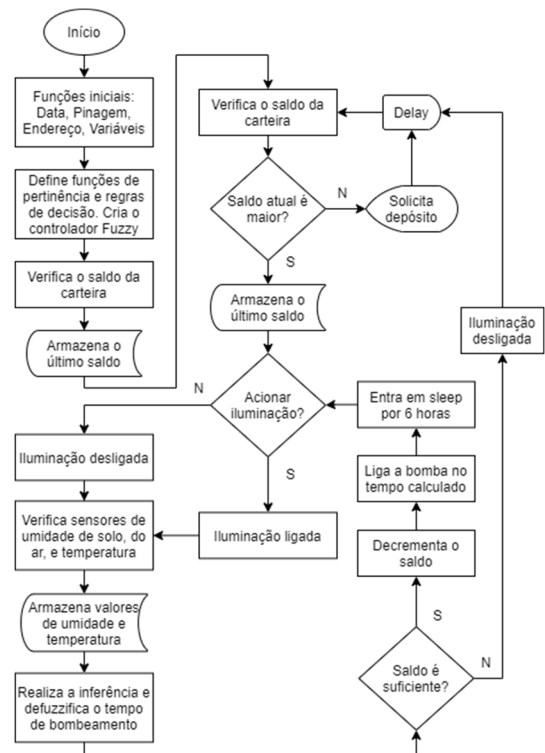 Início
Funções iniciais:
Data, Pinagem,
Endereço, Variáveis
Define funções de
pertinência e regras
de decisão. Cria o
controlador Fuzzy
Verifica o saldo da
carteira
Armazena o
último saldo
Verifica o saldo da
carteira
Delay
Saldo atual é
maior?
N
Solicita
depósito
S
Armazena o
último saldo
Acionar
iluminação?
N
S
Iluminação desligada
Iluminação ligada
Verifica sensores de
umidade de solo, do
ar, e temperatura
Armazena valores
de umidade e
temperatura
Realiza a inferência e
defuzzifica o tempo
de bombeamento
Saldo é
suficiente?
S
N
Decrementa o
saldo
Liga a bomba no
tempo calculado
Entra em sleep
por 6 horas
Iluminação
desligada